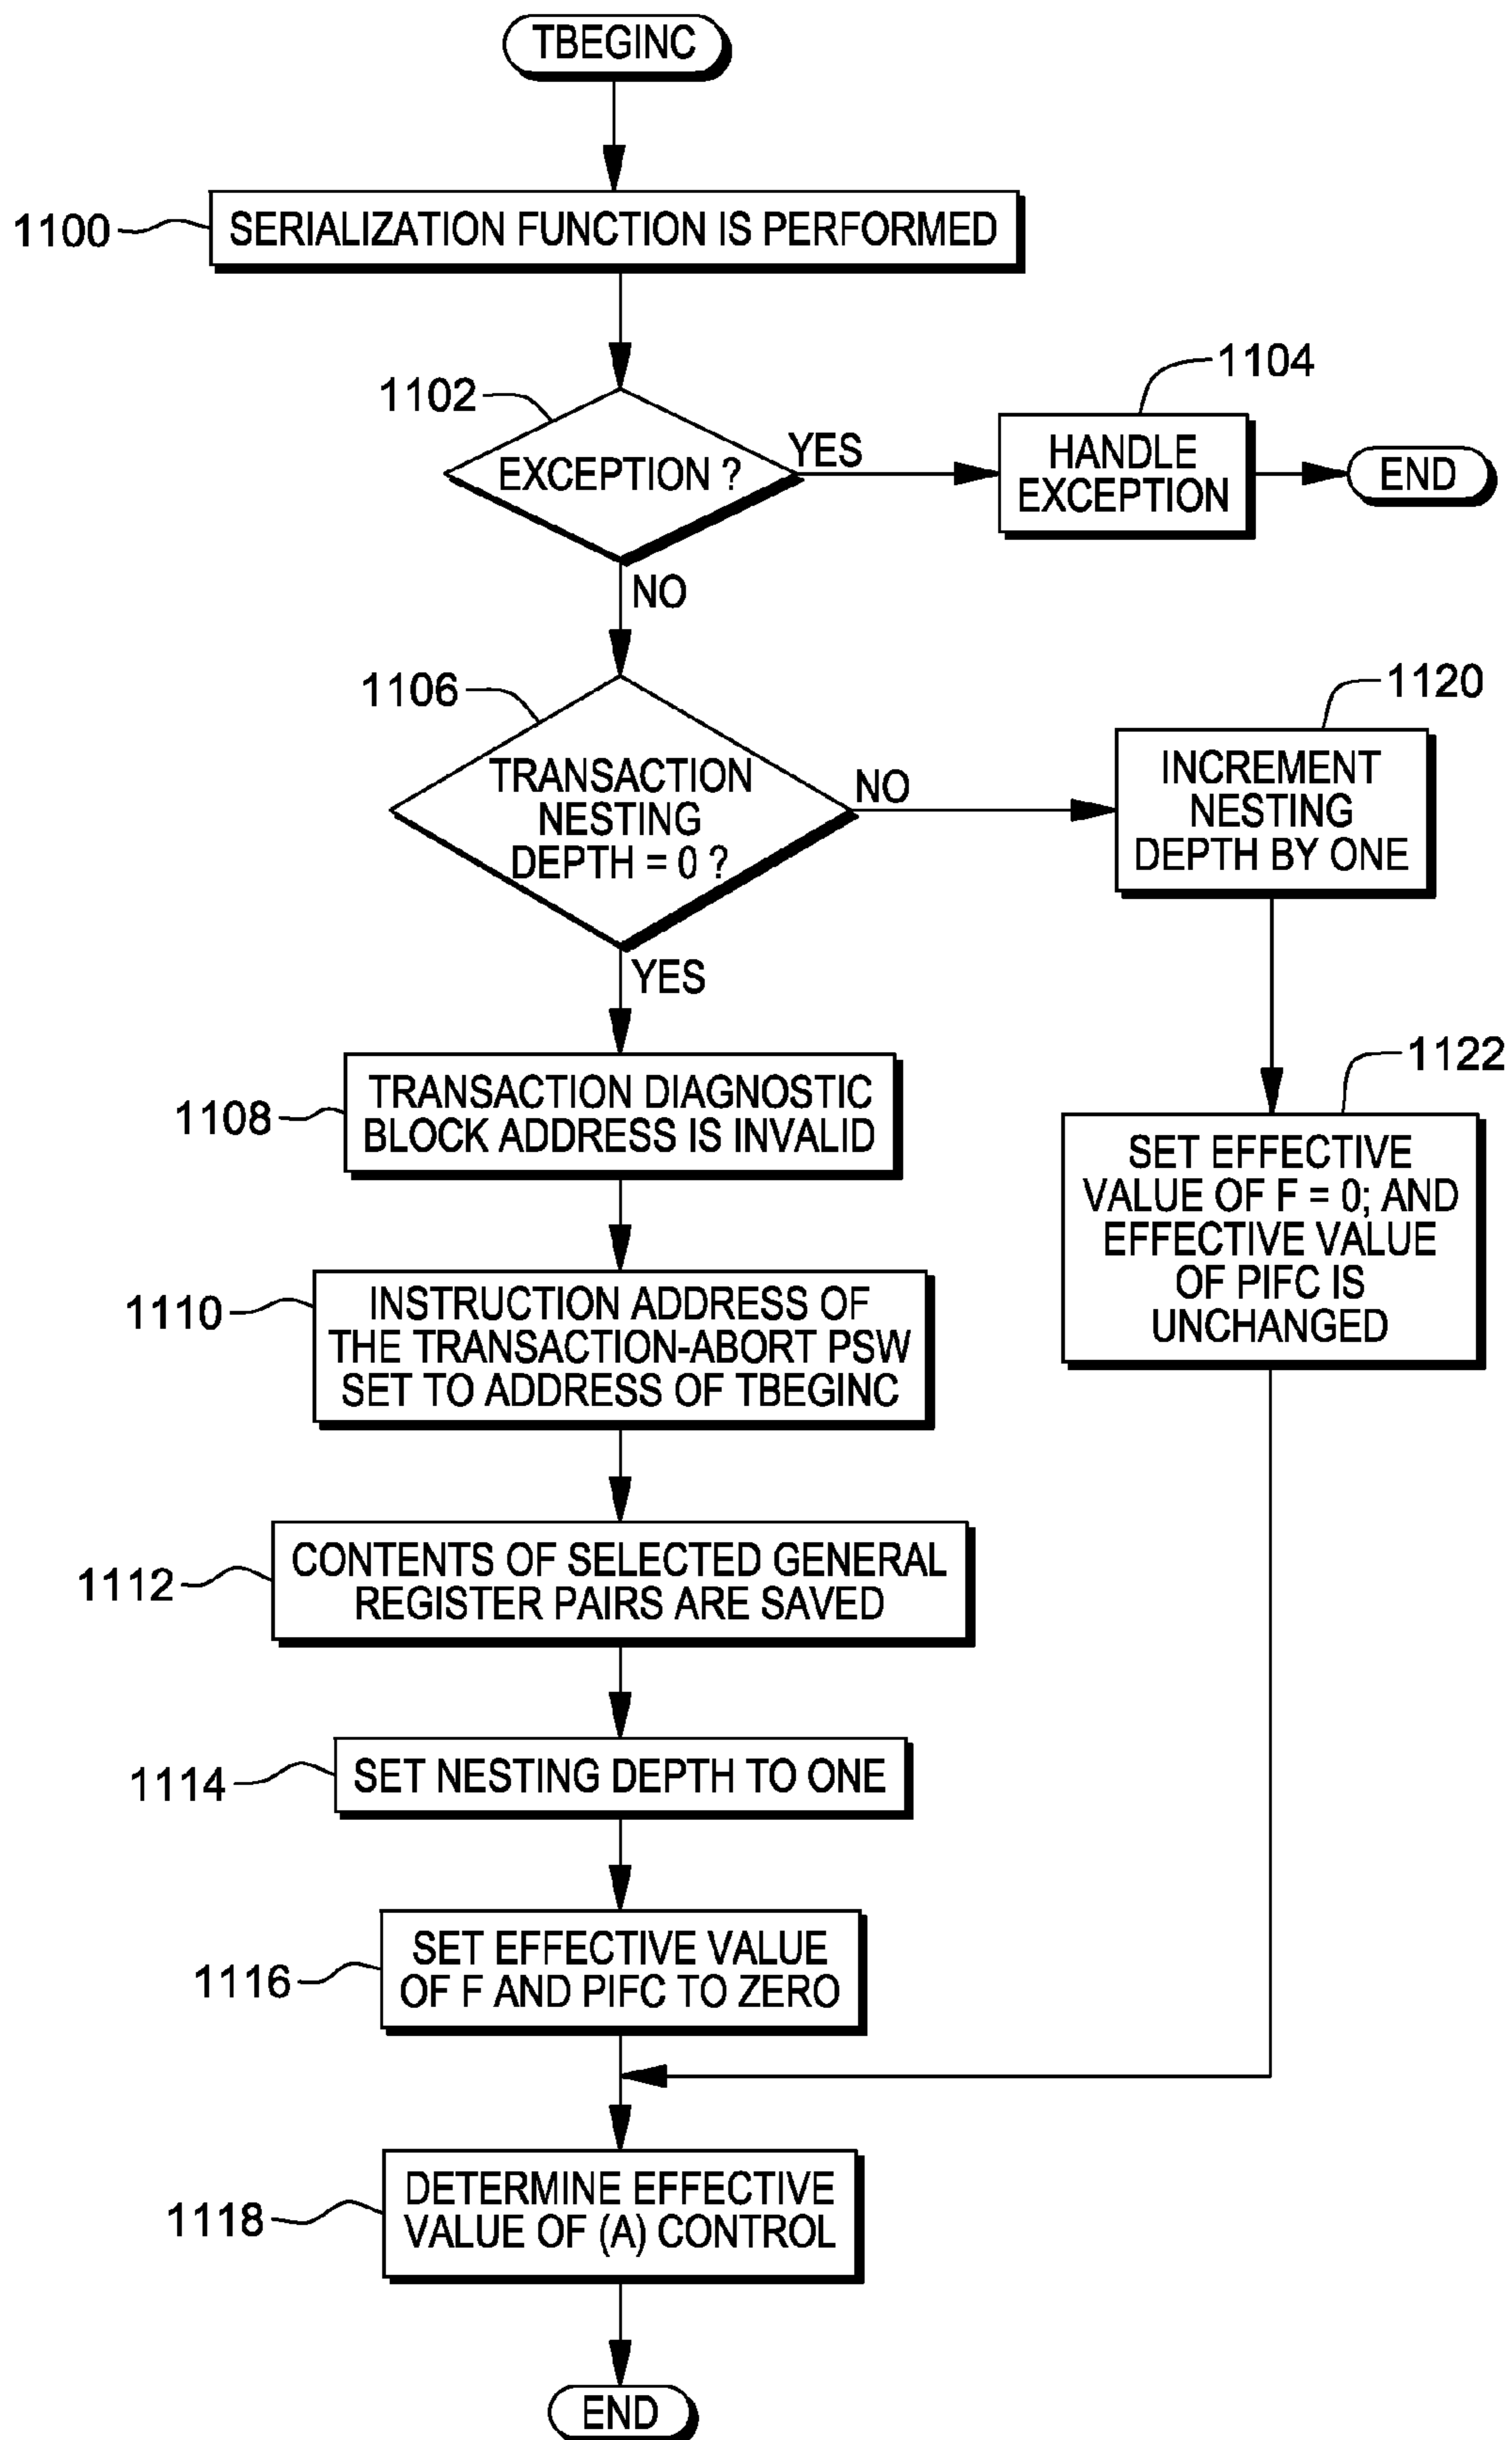 TBEGINC
1100
SERIALIZATION FUNCTION IS PERFORMED
1102
EXCEPTION ?
YES
1104
HANDLE
EXCEPTION
END
NO
1106
TRANSACTION
NESTING
DEPTH = 0 ?
NO
1120
INCREMENT
NESTING
DEPTH BY ONE
YES
1122
SET EFFECTIVE
VALUE OF F = 0; AND
EFFECTIVE VALUE
OF PIFC IS
UNCHANGED
1108
TRANSACTION DIAGNOSTIC
BLOCK ADDRESS IS INVALID
1110
INSTRUCTION ADDRESS OF
THE TRANSACTION-ABORT PSW
SET TO ADDRESS OF TBEGINC
1112
CONTENTS OF SELECTED GENERAL
REGISTER PAIRS ARE SAVED
1114
SET NESTING DEPTH TO ONE
1116
SET EFFECTIVE VALUE
OF F AND PIFC TO ZERO
1118
DETERMINE EFFECTIVE
VALUE OF (A) CONTROL
END